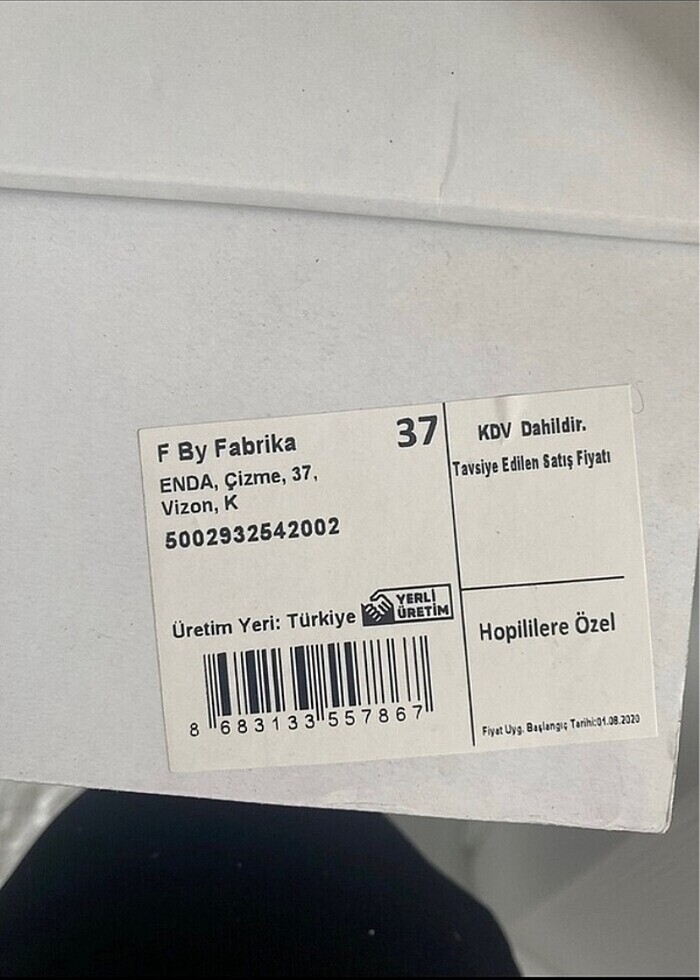 F By Fabrika
37
ENDA, Çizme, 37,
Vizon, K
5002932542002
Üretim Yeri: Türkiye
YERLİ
ÜRETİM
8 683133 557867
KDV Dahildir.
Tavsiye Edilen Satış Fiyatı
Hopililere Özel
Fiyat Uyg. Başlangıç Tarihi:01.08.2020